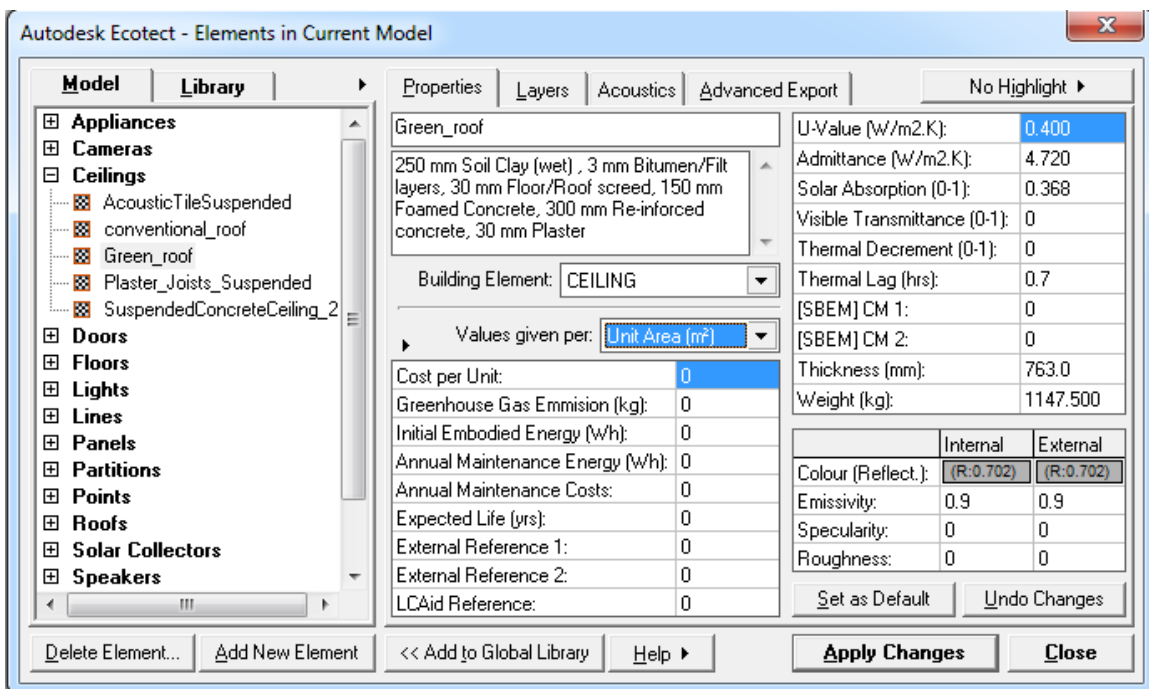 Autodesk Ecotect - Elements in Current Model
Model
Library
Properties
Layers
Acoustics
Advanced Export
No Highlight
Appliances
Cameras
Ceilings
AcousticTileSuspended
conventional_roof
Green_roof
Plaster_Joists_Suspended
SuspendedConcreteCeiling_2
Doors
Floors
Lights
Lines
Panels
Partitions
Points
Roofs
Solar Collectors
Speakers
Green_roof
250 mm Soil Clay (wet) , 3 mm Bitumen/Filt
layers, 30 mm Floor/Roof screed, 150 mm
Foamed Concrete, 300 mm Re-inforced
concrete, 30 mm Plaster
Building Element: CEILING
Values given per: Unit Area (m²)
Cost per Unit: 0
Greenhouse Gas Emmision (kg): 0
Initial Embodied Energy (Wh): 0
Annual Maintenance Energy (Wh): 0
Annual Maintenance Costs: 0
Expected Life (yrs): 0
External Reference 1: 0
External Reference 2: 0
LCAid Reference: 0
U-Value (W/m2.K): 0.400
Admittance (W/m2.K): 4.720
Solar Absorption (0-1): 0.368
Visible Transmittance (0-1): 0
Thermal Decrement (0-1): 0
Thermal Lag (hrs): 0.7
[SBEM] CM 1: 0
[SBEM] CM 2: 0
Thickness (mm): 763.0
Weight (kg): 1147.500
Internal External
Colour (Reflect.): (R:0.702) (R:0.702)
Emissivity: 0.9 0.9
Specularity: 0 0
Roughness: 0 0
Set as Default
Undo Changes
Delete Element...
Add New Element
<< Add to Global Library
Help
Apply Changes
Close